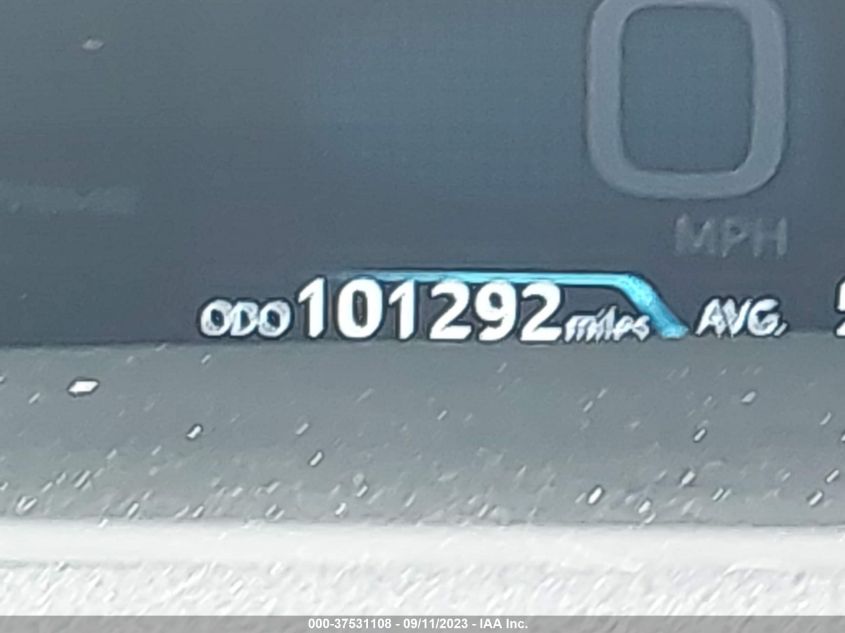 0
MPH
ODO 101292 miles AVG.
000-37531108 - 09/11/2023 - IAA Inc.